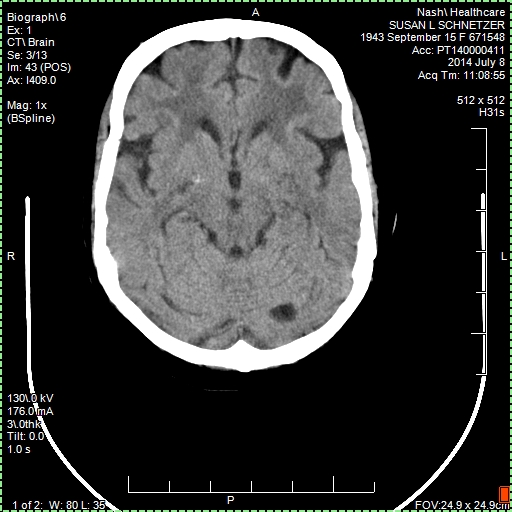 Biograph\6
Ex: 1
CT\ Brain
Se: 3/13
Im: 43 (POS)
Ax: I409.0
Mag: 1x
(BSpline)
A
Nash\ Healthcare
SUSAN L SCHNETZER
1943 September 15 F 671548
Acc: PT140000411
2014 July 8
Acq Tm: 11:08:55
512 x 512
H31s
R
L
130\.0 kV
176.0 mA
3\.0thk
Tilt: 0.0
1.0 s
1 of 2: W: 80 L: 35
P
FOV:24.9 x 24.9cm